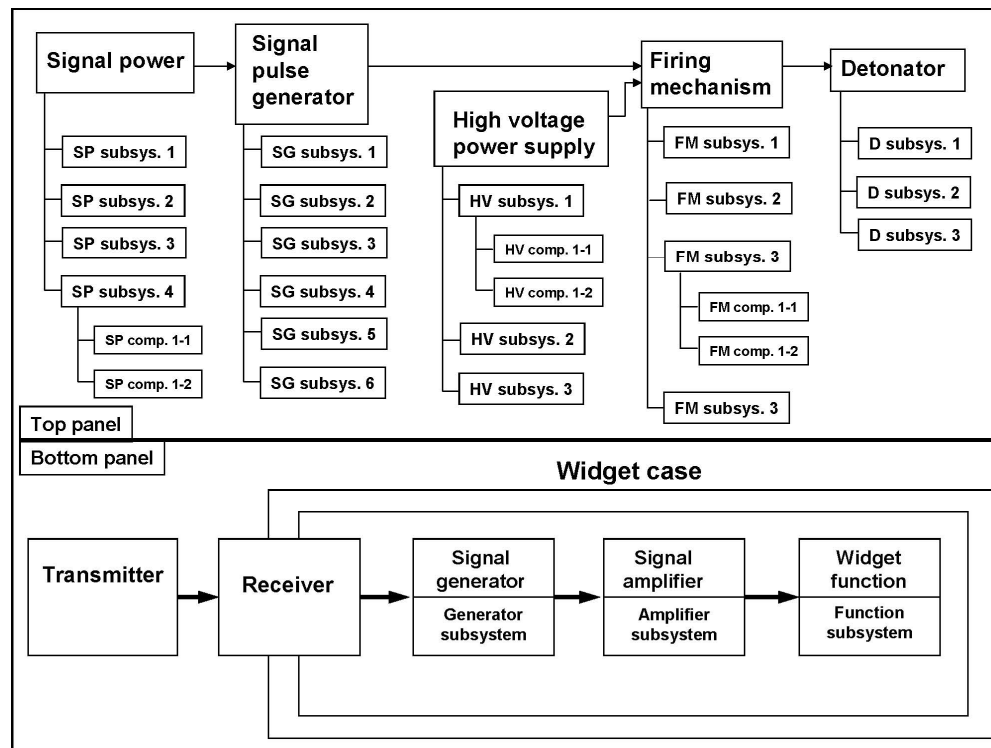 Signal power
Signal
pulse
generator
Firing
mechanism
Detonator
High voltage
power supply
SP subsys. 1
SP subsys. 2
SP subsys. 3
SP subsys. 4
SP comp. 1-1
SP comp. 1-2
SG subsys. 1
SG subsys. 2
SG subsys. 3
SG subsys. 4
SG subsys. 5
SG subsys. 6
HV subsys. 1
HV comp. 1-1
HV comp. 1-2
HV subsys. 2
HV subsys. 3
FM subsys. 1
FM subsys. 2
FM subsys. 3
FM comp. 1-1
FM comp. 1-2
FM subsys. 3
D subsys. 1
D subsys. 2
D subsys. 3
Top panel
Bottom panel
Widget case
Transmitter
Receiver
Signal
generator
Generator
subsystem
Signal
amplifier
Amplifier
subsystem
Widget
function
Function
subsystem